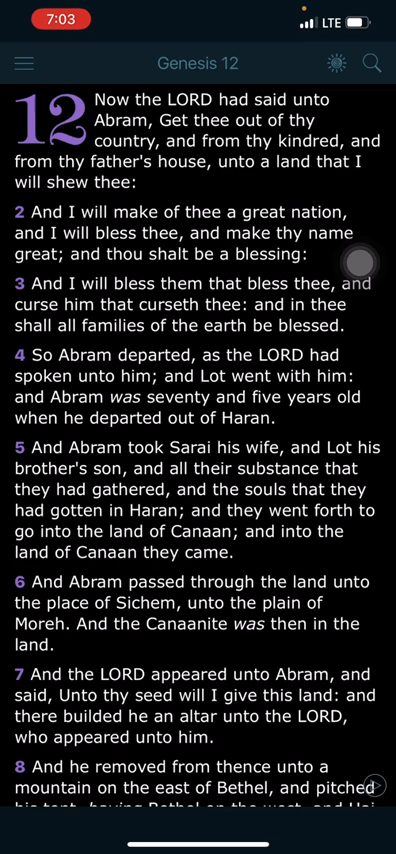 7:03
LTE
Genesis 12
12 Now the LORD had said unto
Abram, Get thee out of thy
country, and from thy kindred, and
from thy father's house, unto a land that I
will shew thee:
2 And I will make of thee a great nation,
and I will bless thee, and make thy name
great; and thou shalt be a blessing:
3 And I will bless them that bless thee, and
curse him that curseth thee: and in thee
shall all families of the earth be blessed.
4 So Abram departed, as the LORD had
spoken unto him; and Lot went with him:
and Abram was seventy and five years old
when he departed out of Haran.
5 And Abram took Sarai his wife, and Lot his
brother's son, and all their substance that
they had gathered, and the souls that they
had gotten in Haran; and they went forth to
go into the land of Canaan; and into the
land of Canaan they came.
6 And Abram passed through the land unto
the place of Sichem, unto the plain of
Moreh. And the Canaanite was then in the
land.
7 And the LORD appeared unto Abram, and
said, Unto thy seed will I give this land: and
there builded he an altar unto the LORD,
who appeared unto him.
8 And he removed from thence unto a
mountain on the east of Bethel, and pitched
his tent, having Bethel on the west, and Hai